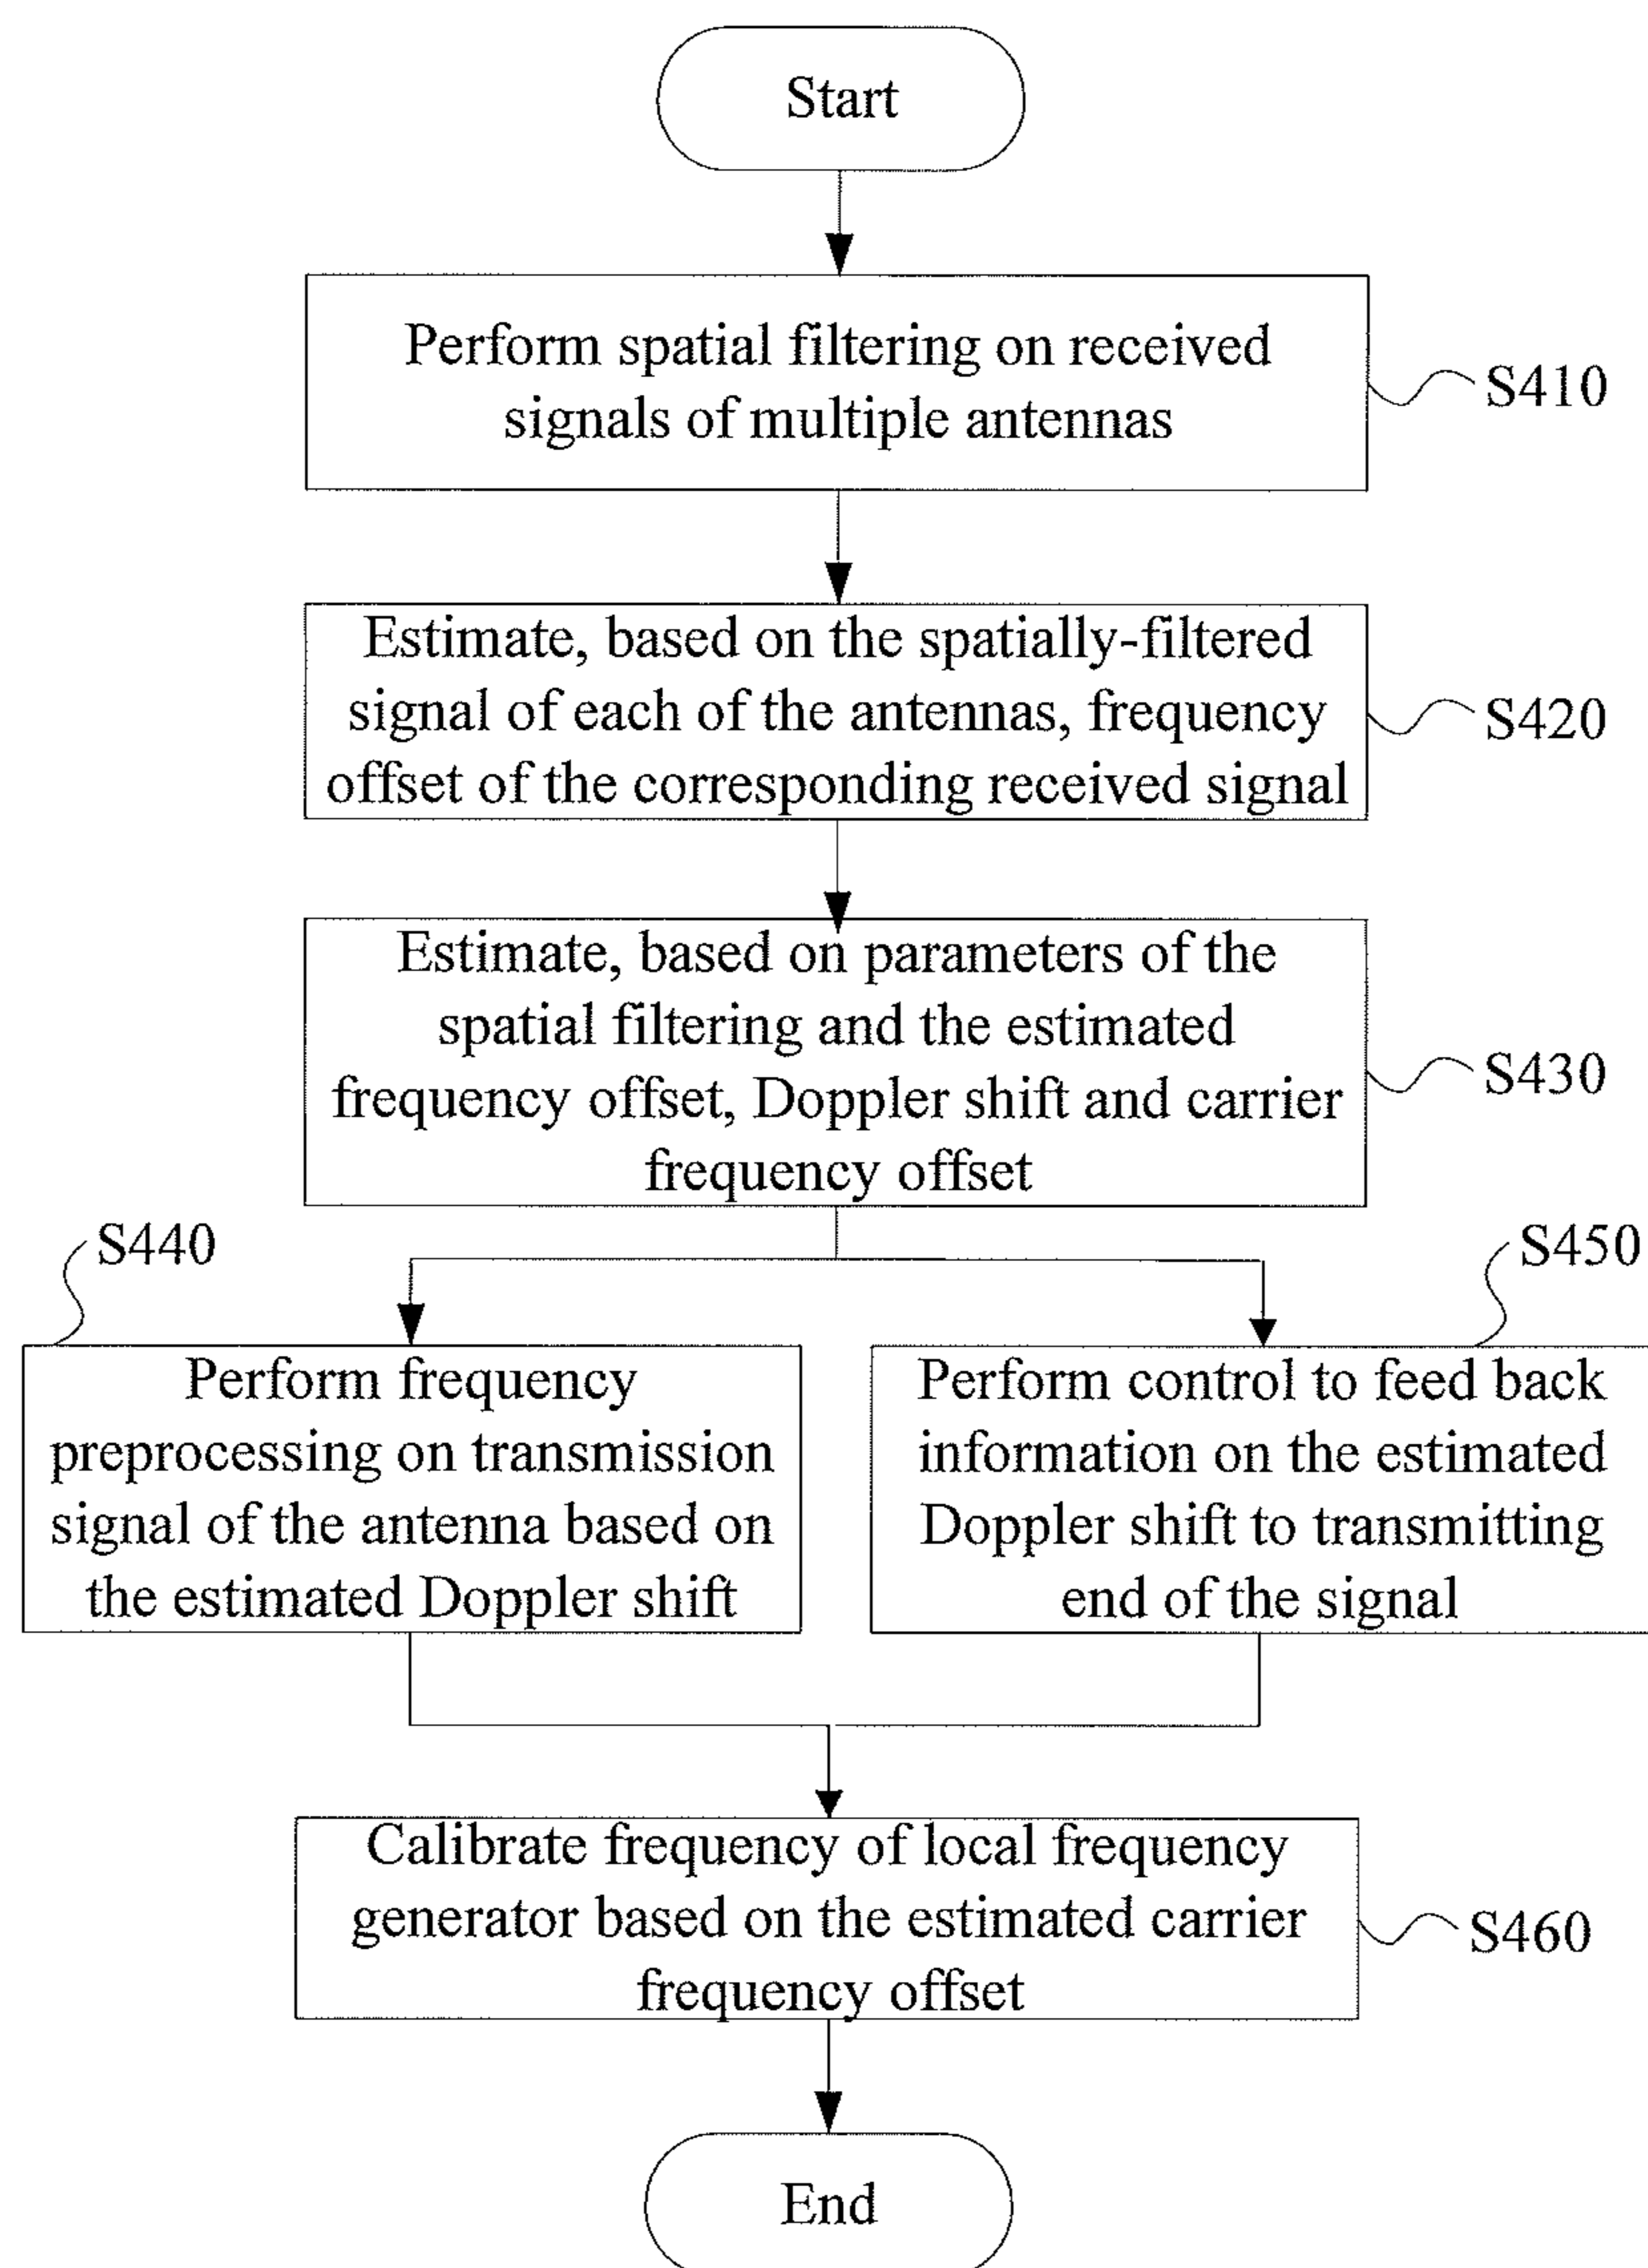 Start
Perform spatial filtering on received
signals of multiple antennas
S410
Estimate, based on the spatially-filtered
signal of each of the antennas, frequency
offset of the corresponding received signal
S420
Estimate, based on parameters of the
spatial filtering and the estimated
frequency offset, Doppler shift and carrier
frequency offset
S430
S440
Perform frequency
preprocessing on transmission
signal of the antenna based on
the estimated Doppler shift
S450
Perform control to feed back
information on the estimated
Doppler shift to transmitting
end of the signal
Calibrate frequency of local frequency
generator based on the estimated carrier
frequency offset
S460
End